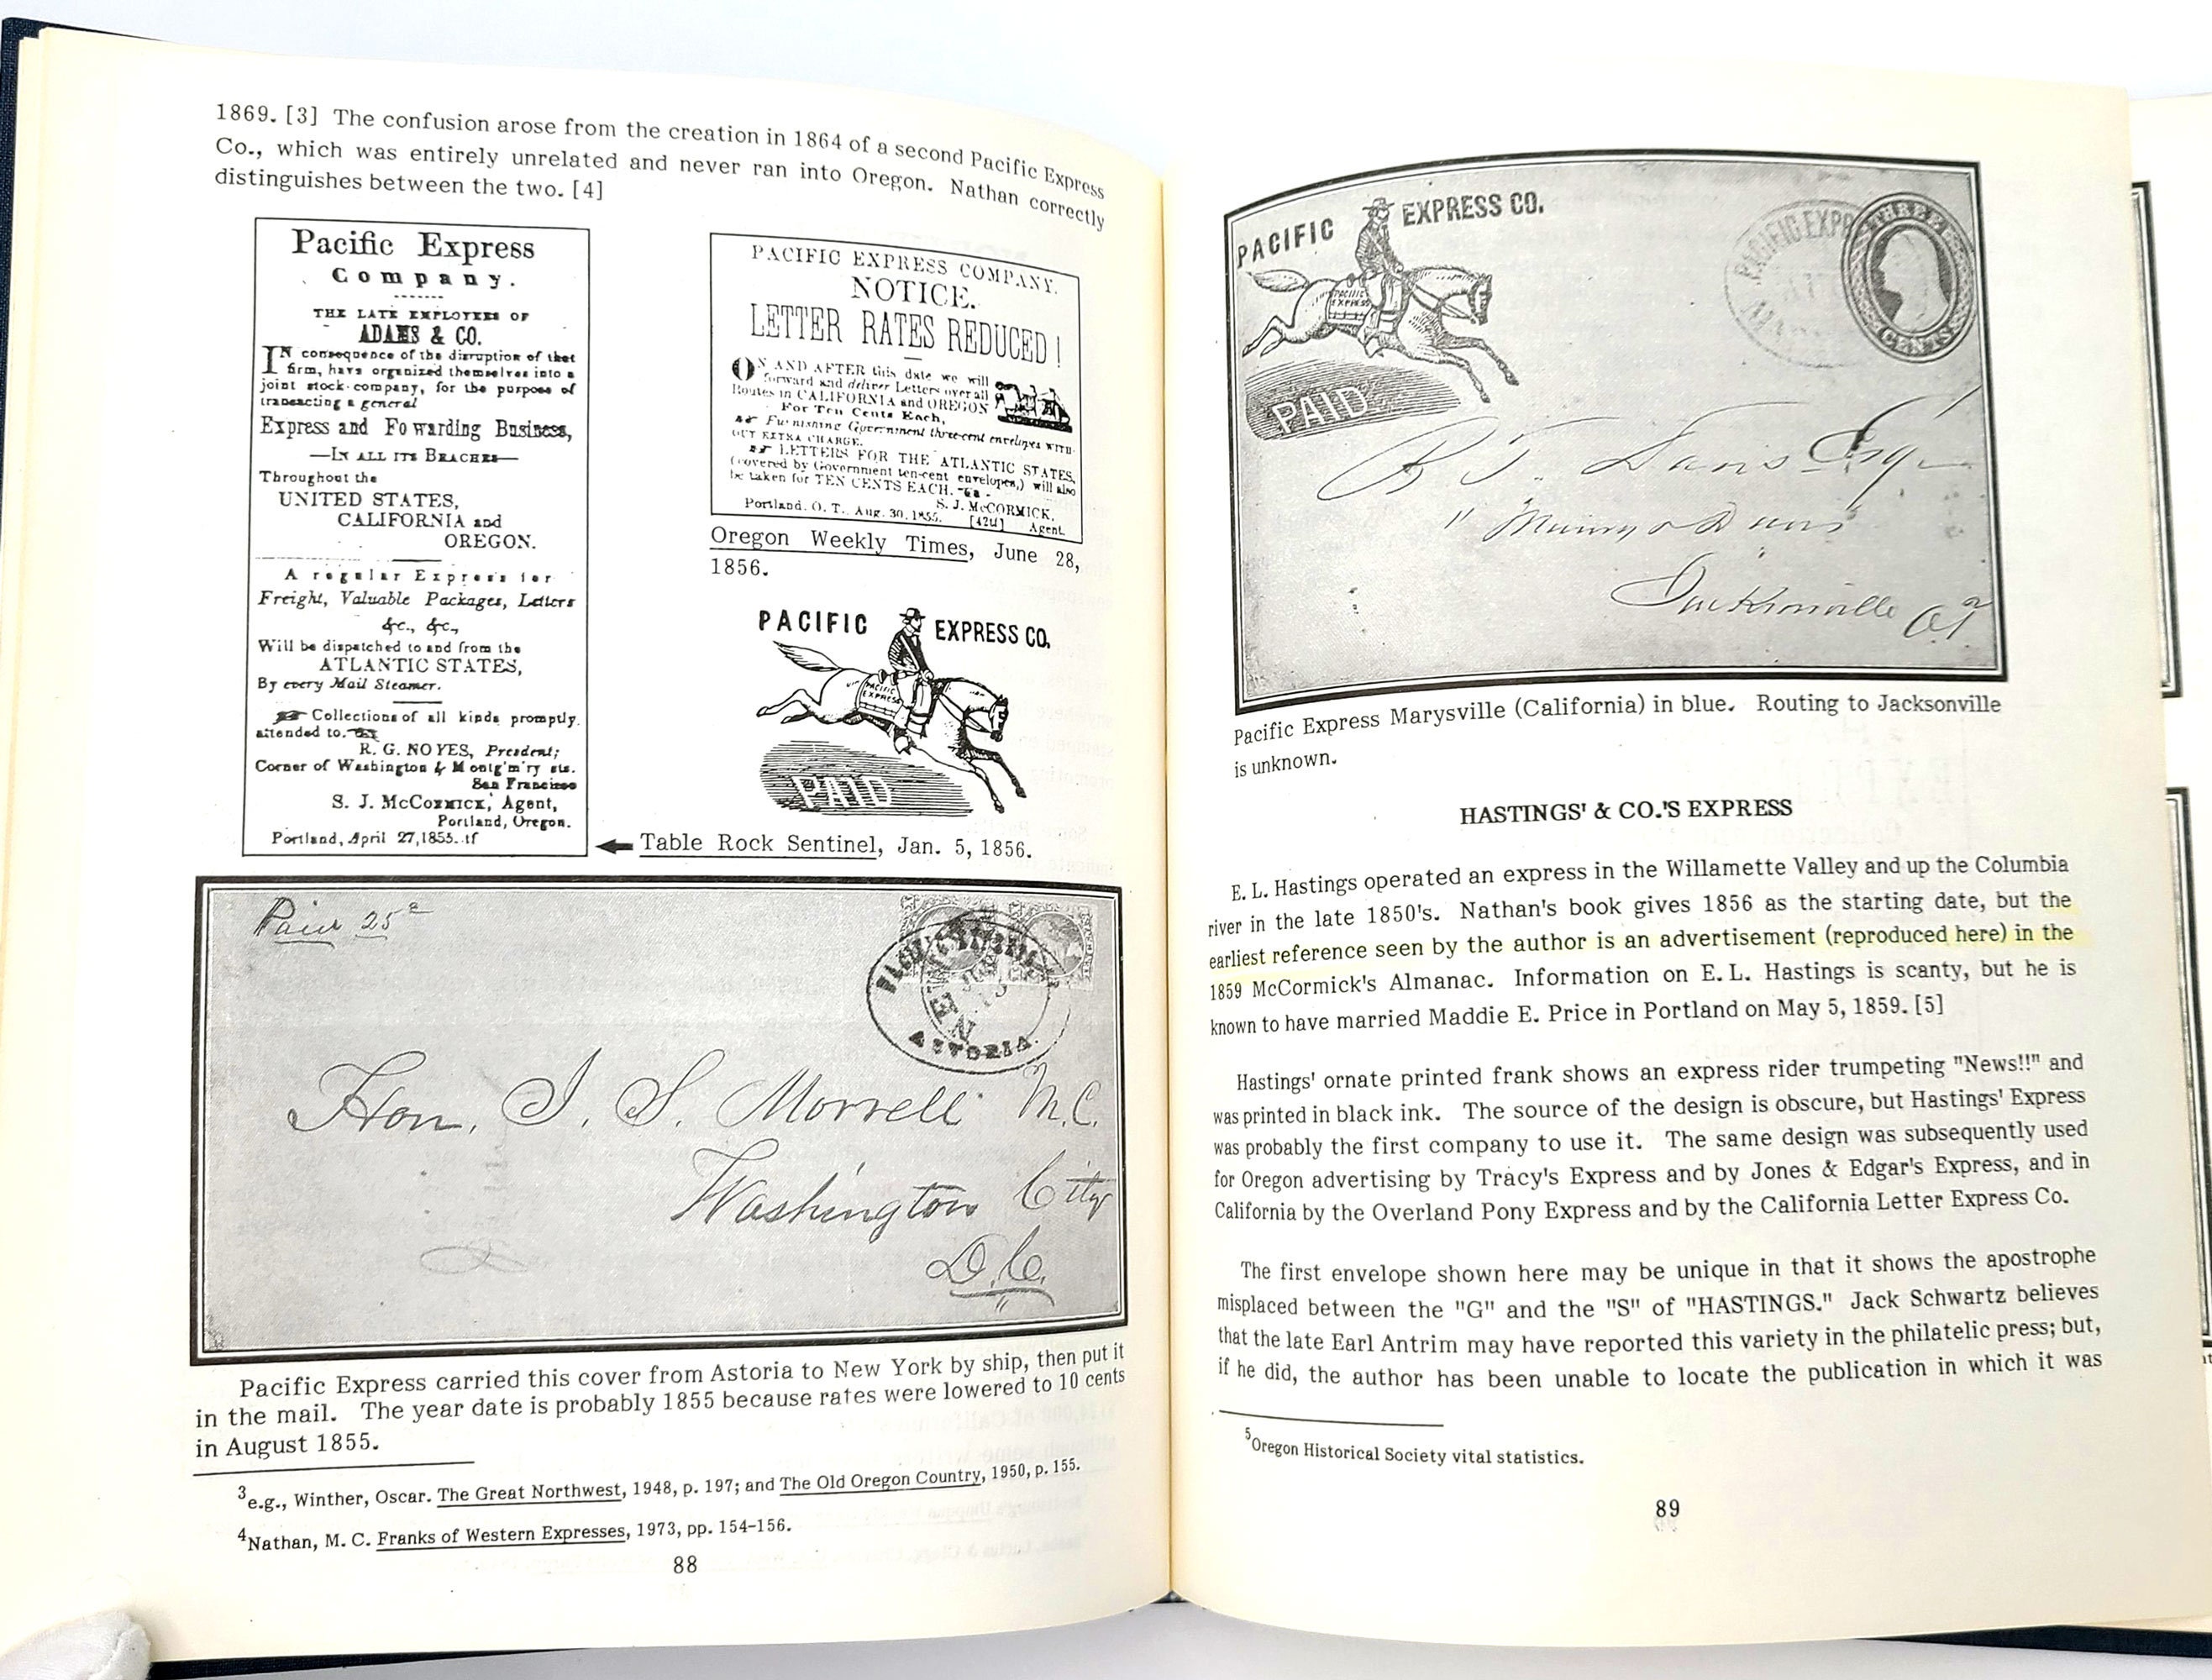 1869. [3] The confusion arose from the creation in 1864 of a second Pacific Express
Co., which was entirely unrelated and never ran into Oregon. Nathan correctly
distinguishes between the two. [4]
Pacific Express
Company.
THE LATE EMPLOYEES OF
ADAMS & CO.
IN consequence of the disruption of that
firm, have organized themselves into a
joint stock-company, for the purpose of
transacting a general
Express and Fo warding Business,
—IN ALL ITS BRACHES—
Throughout the
UNITED STATES,
CALIFORNIA and
OREGON.
A regular Express for
Freight, Valuable Packages, Letters
&c., &c.,
Will be dispatched to and from the
ATLANTIC STATES,
By every Mail Steamer.
Collections of all kinds promptly.
attended to.
R. G. NOYES, President;
Corner of Washington & Montg'm'ry sts.
San Francisco
S. J. McCORMICK, Agent,
Portland, Oregon.
Portland, April 27, 1855. tf
PACIFIC EXPRESS COMPANY.
NOTICE.
LETTER RATES REDUCED!
ON AND AFTER this date we will
forward and deliver Letters over all
Routes in CALIFORNIA and OREGON
For Ten Cents Each,
Furnishing Government three-cent envelopes WITH-
OUT EXTRA CHARGE.
LETTERS FOR THE ATLANTIC STATES,
(covered by Government ten-cent envelopes,) will also
be taken for TEN CENTS EACH.
S. J. McCORMICK,
Portland. O. T., Aug. 30, 1855. Agent.
Oregon Weekly Times, June 28,
1856.
PACIFIC EXPRESS CO.
PACIFIC
EXPRESS
PAID
Table Rock Sentinel, Jan. 5, 1856.
Paid 25
ASTORIA.
Hon. J. S. Morrell M.C.
Washington City
D.C.
Pacific Express carried this cover from Astoria to New York by ship, then put it
in the mail. The year date is probably 1855 because rates were lowered to 10 cents
in August 1855.
3e.g., Winther, Oscar. The Great Northwest, 1948, p. 197; and The Old Oregon Country, 1950, p. 155.
4Nathan, M. C. Franks of Western Expresses, 1973, pp. 154-156.
88
PACIFIC EXPRESS CO.
PACIFIC
EXPRESS
PAID
PACIFIC EXPR
THREE
CENTS
Esq
Jacksonville
Pacific Express Marysville (California) in blue. Routing to Jacksonville
is unknown.
HASTINGS' & CO.'S EXPRESS
E. L. Hastings operated an express in the Willamette Valley and up the Columbia
river in the late 1850's. Nathan's book gives 1856 as the starting date, but the
earliest reference seen by the author is an advertisement (reproduced here) in the
1859 McCormick's Almanac. Information on E. L. Hastings is scanty, but he is
known to have married Maddie E. Price in Portland on May 5, 1859. [5]
Hastings' ornate printed frank shows an express rider trumpeting "News!!" and
was printed in black ink. The source of the design is obscure, but Hastings' Express
was probably the first company to use it. The same design was subsequently used
for Oregon advertising by Tracy's Express and by Jones & Edgar's Express, and in
California by the Overland Pony Express and by the California Letter Express Co.
The first envelope shown here may be unique in that it shows the apostrophe
misplaced between the "G" and the "S" of "HASTINGS." Jack Schwartz believes
that the late Earl Antrim may have reported this variety in the philatelic press; but,
if he did, the author has been unable to locate the publication in which it was
5Oregon Historical Society vital statistics.
89